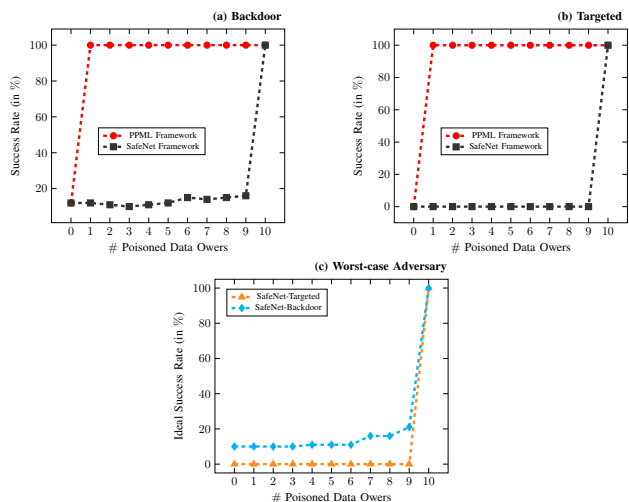 (a) Backdoor
100
80
60
40
20
Success Rate (in %)
PPML Framework
SafeNet Framework
0 1 2 3 4 5 6 7 8 9 10
# Poisoned Data Owers
(b) Targeted
100
80
60
40
20
0
Success Rate (in %)
PPML Framework
SafeNet Framework
0 1 2 3 4 5 6 7 8 9 10
# Poisoned Data Owers
(c) Worst-case Adversary
100
80
60
40
20
0
Ideal Success Rate (in %)
SafeNet-Targeted
SafeNet-Backdoor
0 1 2 3 4 5 6 7 8 9 10
# Poisoned Data Owers